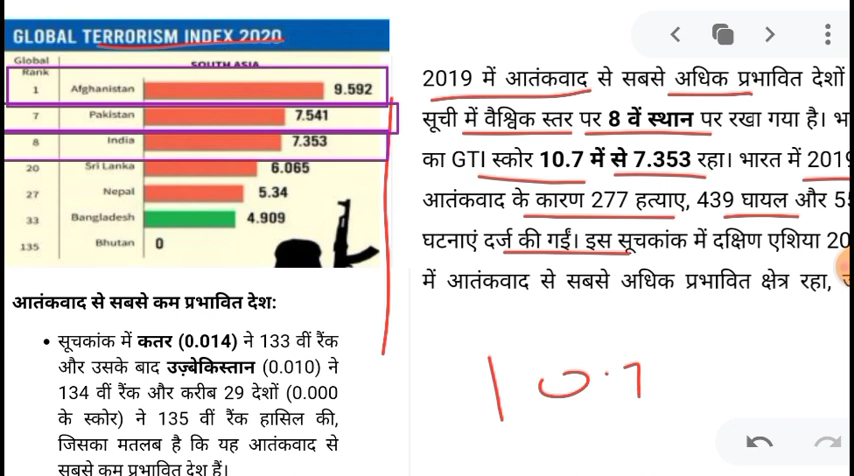 GLOBAL TERRORISM INDEX 2020
Global Rank
SOUTH ASIA
1 Afghanistan 9.592
7 Pakistan 7.541
8 India 7.353
20 Sri Lanka 6.065
27 Nepal 5.34
33 Bangladesh 4.909
135 Bhutan 0
आतंकवाद से सबसे कम प्रभावित देश:
• सूचकांक में कतर (0.014) ने 133 वीं रैंक
और उसके बाद उज़्बेकिस्तान (0.010) ने
134 वीं रैंक और करीब 29 देशों (0.000
के स्कोर) ने 135 वीं रैंक हासिल की,
जिसका मतलब है कि यह आतंकवाद से
सबसे कम प्रभावित देश हैं।
2019 में आतंकवाद से सबसे अधिक प्रभावित देशों
सूची में वैश्विक स्तर पर 8 वें स्थान पर रखा गया है। भ
का GTI स्कोर 10.7 में से 7.353 रहा। भारत में 2019
आतंकवाद के कारण 277 हत्याए, 439 घायल और 55
घटनाएं दर्ज की गईं। इस सूचकांक में दक्षिण एशिया 20
में आतंकवाद से सबसे अधिक प्रभावित क्षेत्र रहा,
10.7